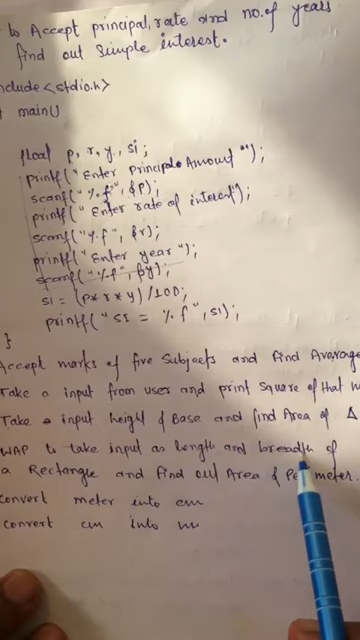 to Accept principal, rate and no. of years
find out Simple interest.
nclude <stdio.h>
main()
float p, r, y, si;
printf("Enter Principle Amount");
scanf("%f", &p);
printf("Enter rate of interest");
scanf("%f", &r);
printf("Enter year");
scanf("%f", &y);
si = (p*r*y)/100;
printf("SI = %f", si);
}
Accept marks of five Subjects and find Average
Take a input from user and print Square of that
Take a input height & Base and find Area of Δ
WAP to take input as length and breadth of
a Rectangle and find out Area & Perimeter.
convert meter into cm
convert cm into m